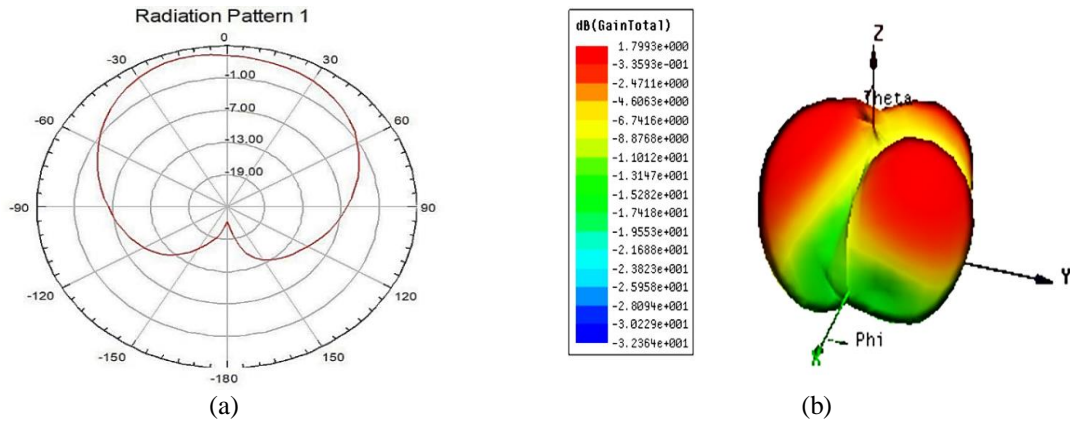 Radiation Pattern 1
0
-30
30
-1.00
-60
-7.00
60
-13.00
-19.00
-90
90
-120
120
-150
150
-180
(a)
dB(GainTotal)
1.7993e+000
-3.3593e-001
-2.4711e+000
-4.6063e+000
-6.7416e+000
-8.8768e+000
-1.1012e+001
-1.3147e+001
-1.5282e+001
-1.7418e+001
-1.9553e+001
-2.1688e+001
-2.3823e+001
-2.5958e+001
-2.8094e+001
-3.0229e+001
-3.2364e+001
Z
Theta
Y
Phi
X
(b)